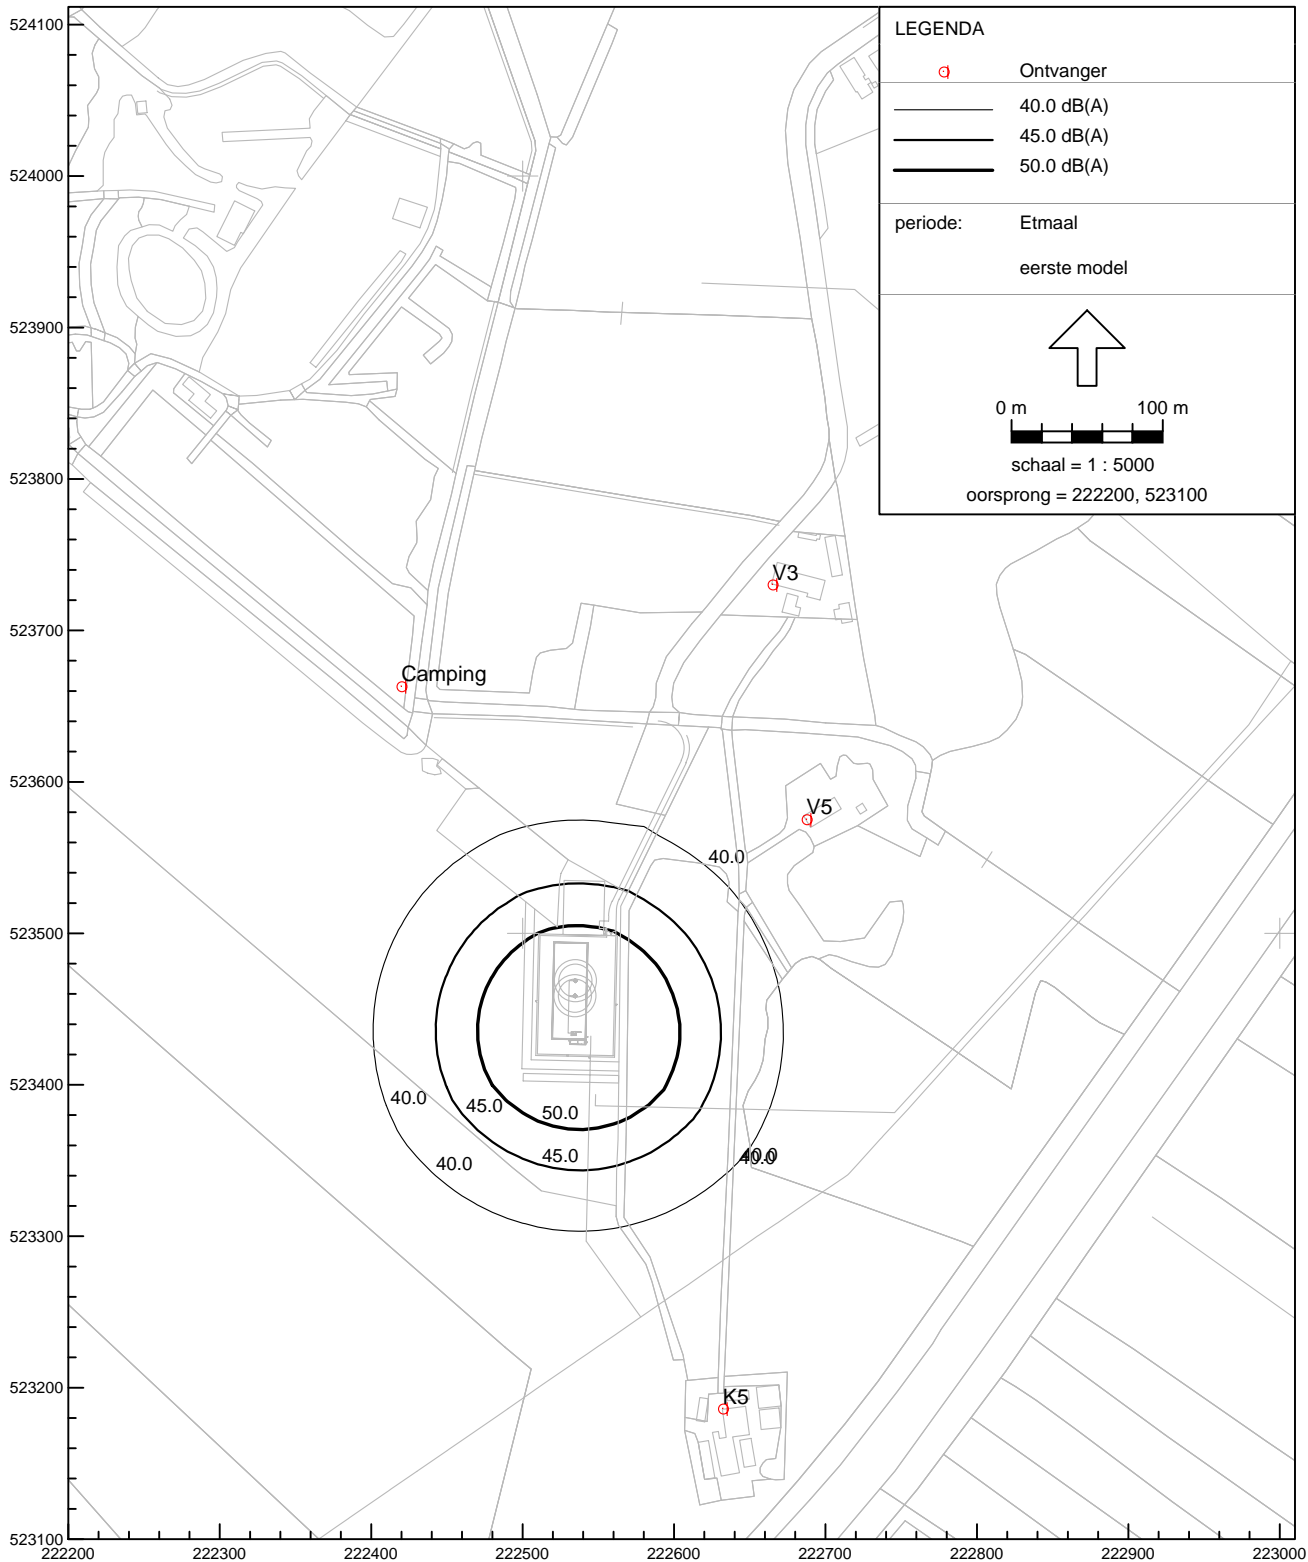 524100
524000
523900
523800
523700
523600
523500
523400
523300
523200
523100
222200
222300
222400
222500
222600
222700
222800
222900
223000
LEGENDA
Ontvanger
40.0 dB(A)
45.0 dB(A)
50.0 dB(A)
periode: Etmaal
eerste model
0 m 100 m
schaal = 1 : 5000
oorsprong = 222200, 523100
V3
Camping
V5
40.0
40.0
45.0
50.0
45.0
40.0
40.0
40.0
K5